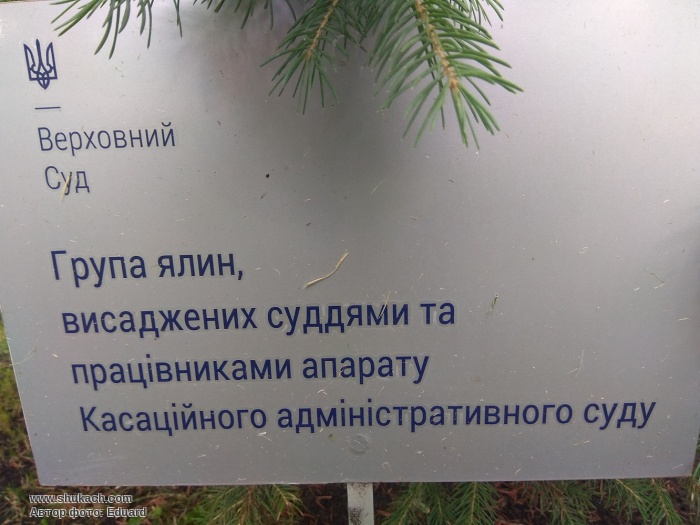 Верховний
Суд
Група ялин,
висаджених суддями та
працівниками апарату
Касаційного адміністративного суду
www.shukach.com
Автор фото: Eduard